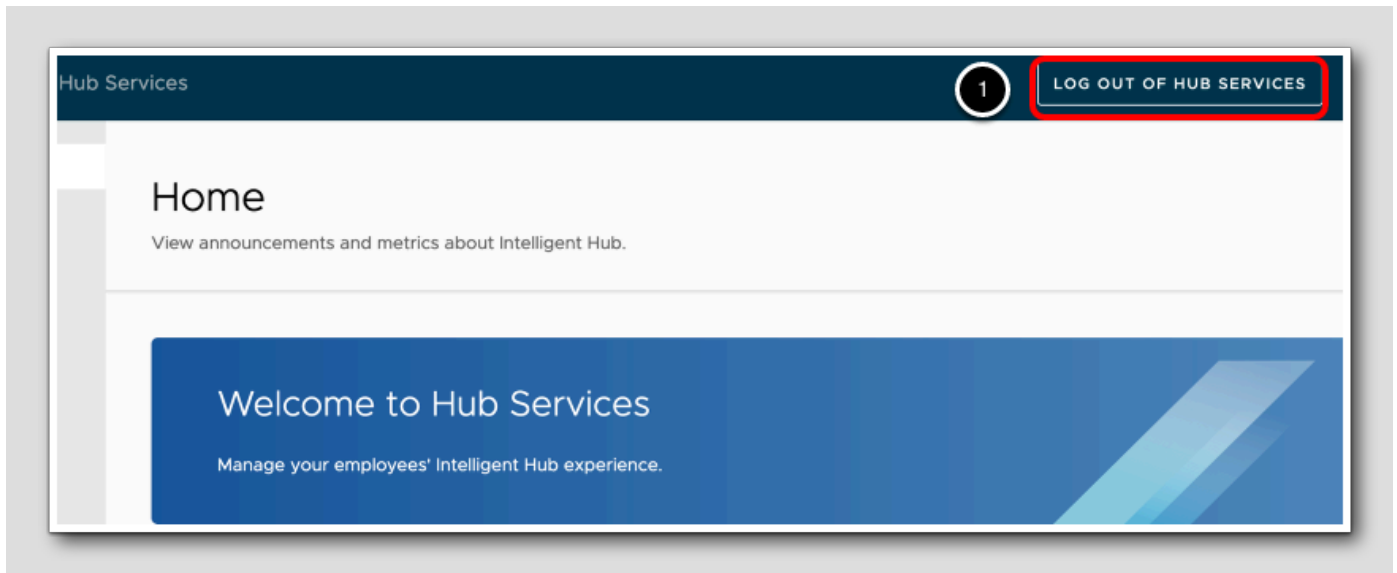 Hub Services
1
LOG OUT OF HUB SERVICES
Home
View announcements and metrics about Intelligent Hub.
Welcome to Hub Services
Manage your employees' Intelligent Hub experience.